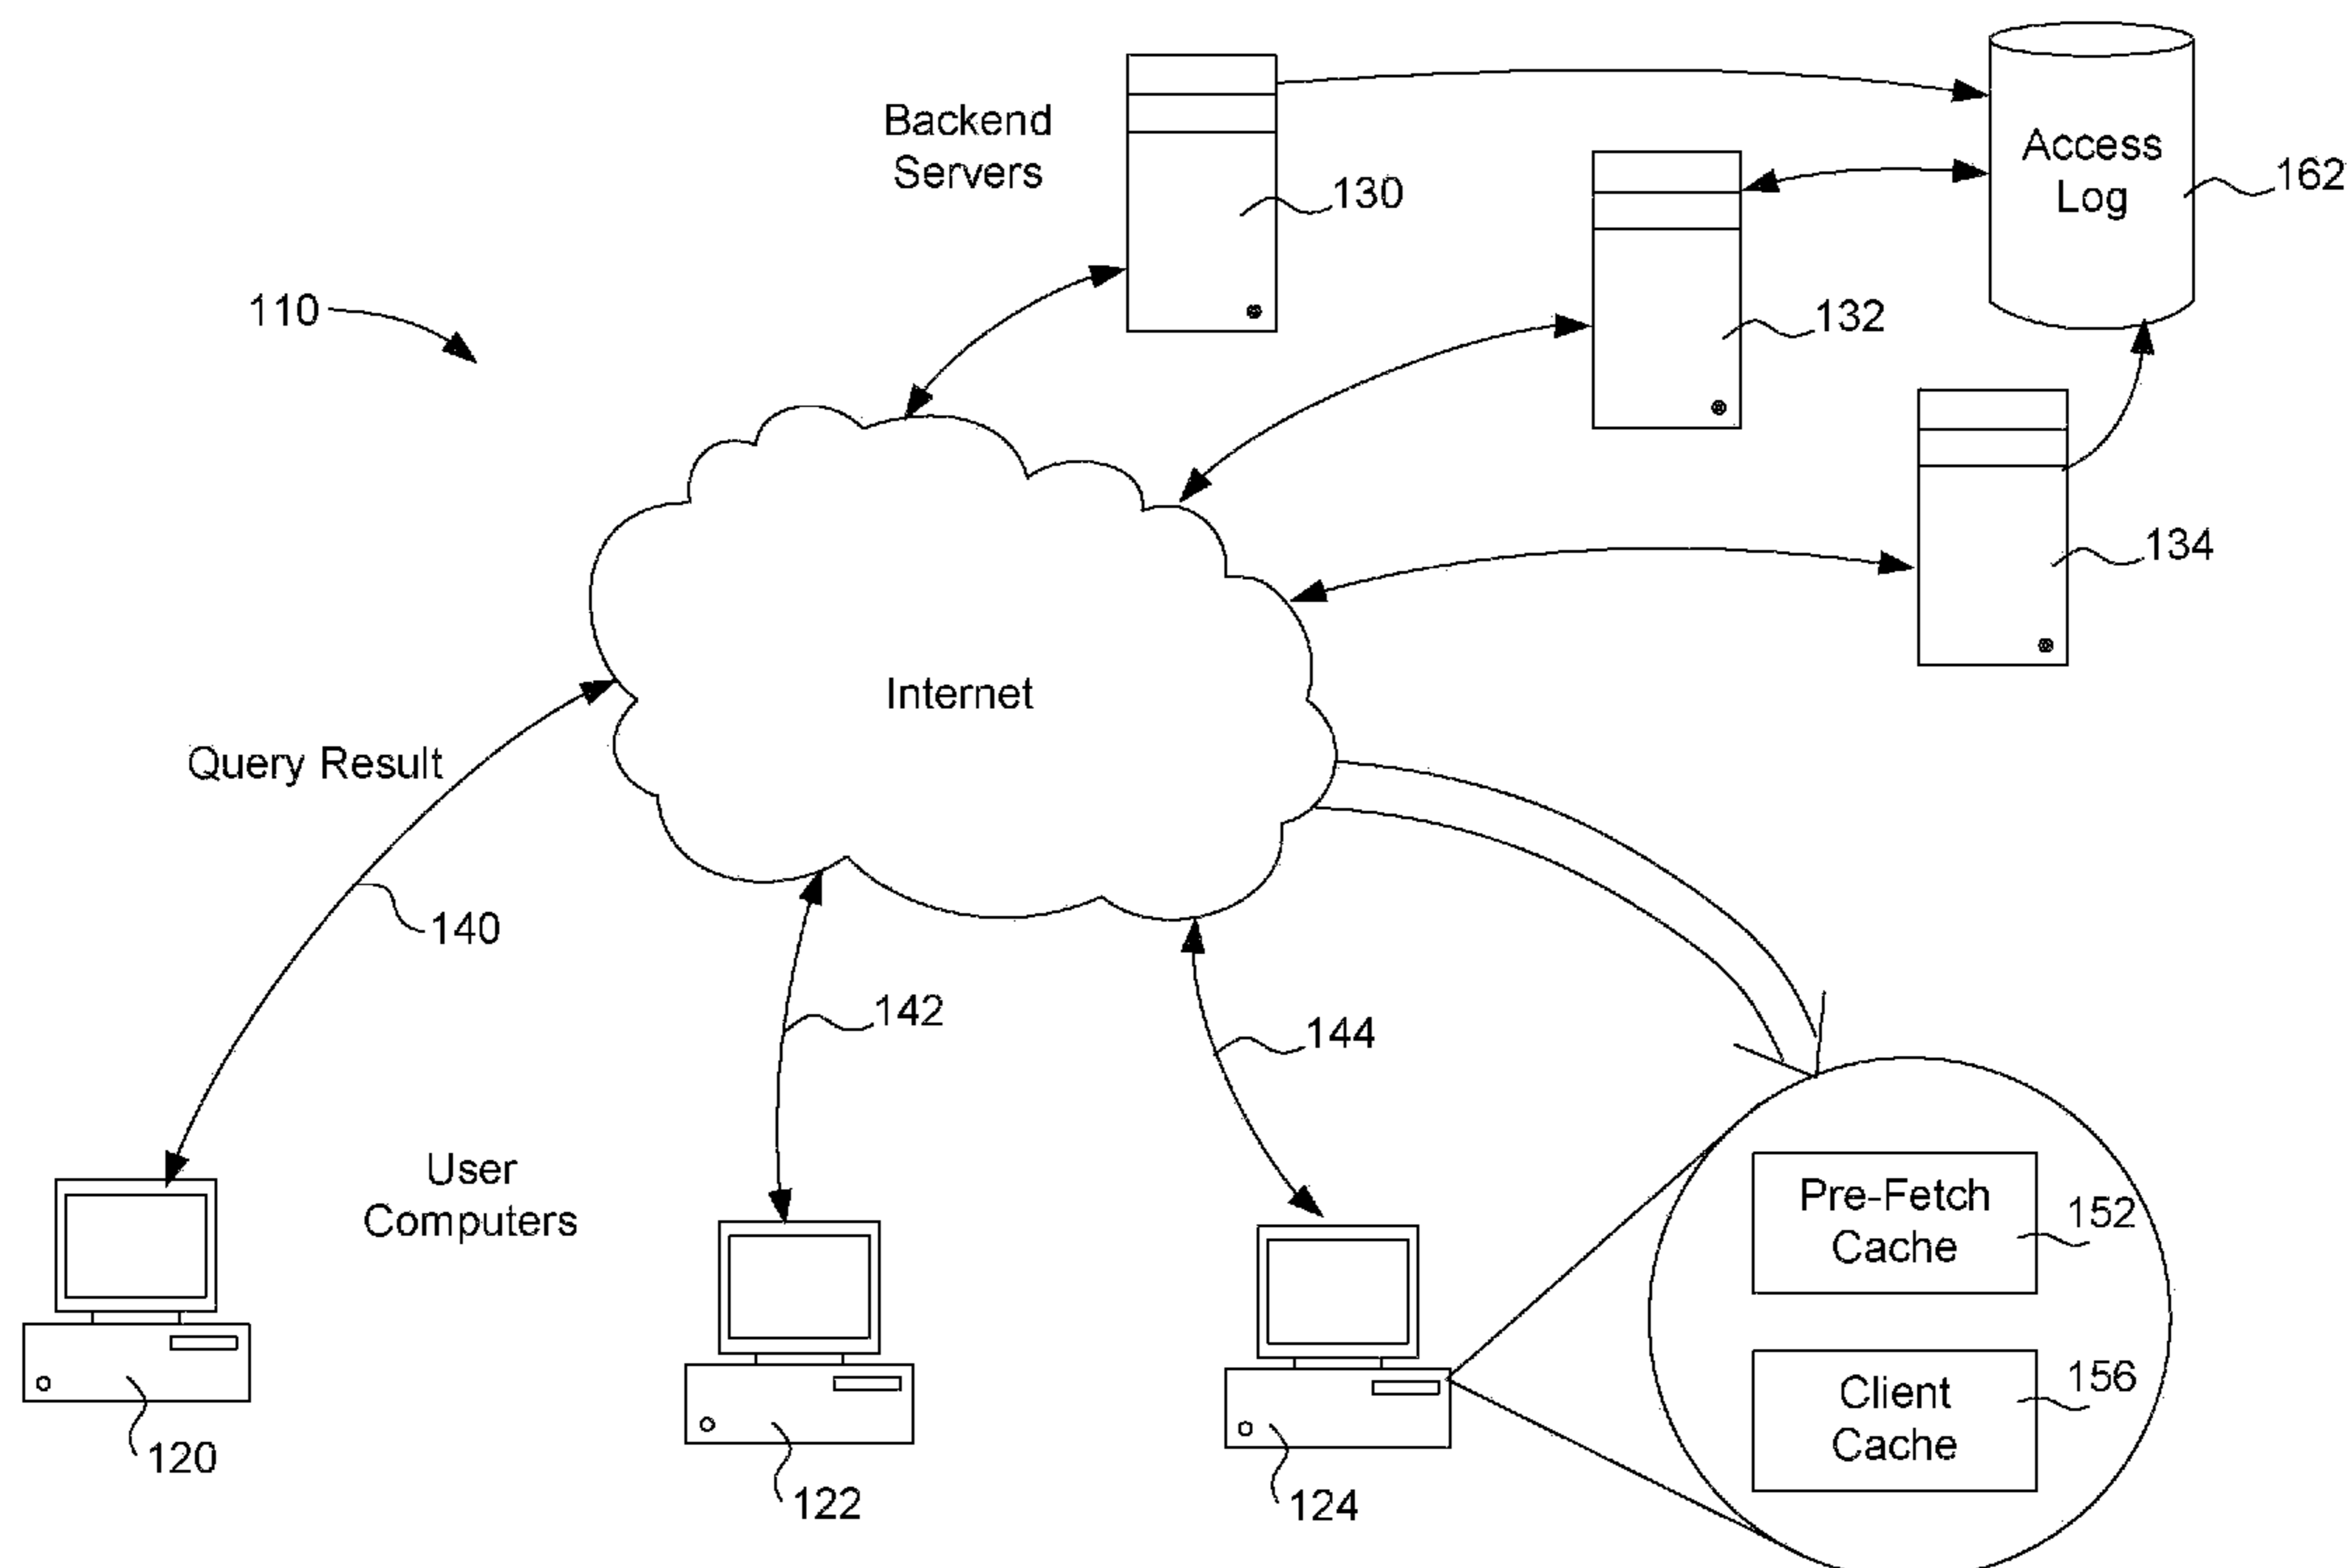 Backend
Servers
130
Access
Log
162
132
110
134
Internet
Query Result
140
142
144
User
Computers
Pre-Fetch
Cache
152
Client
Cache
156
120
122
124